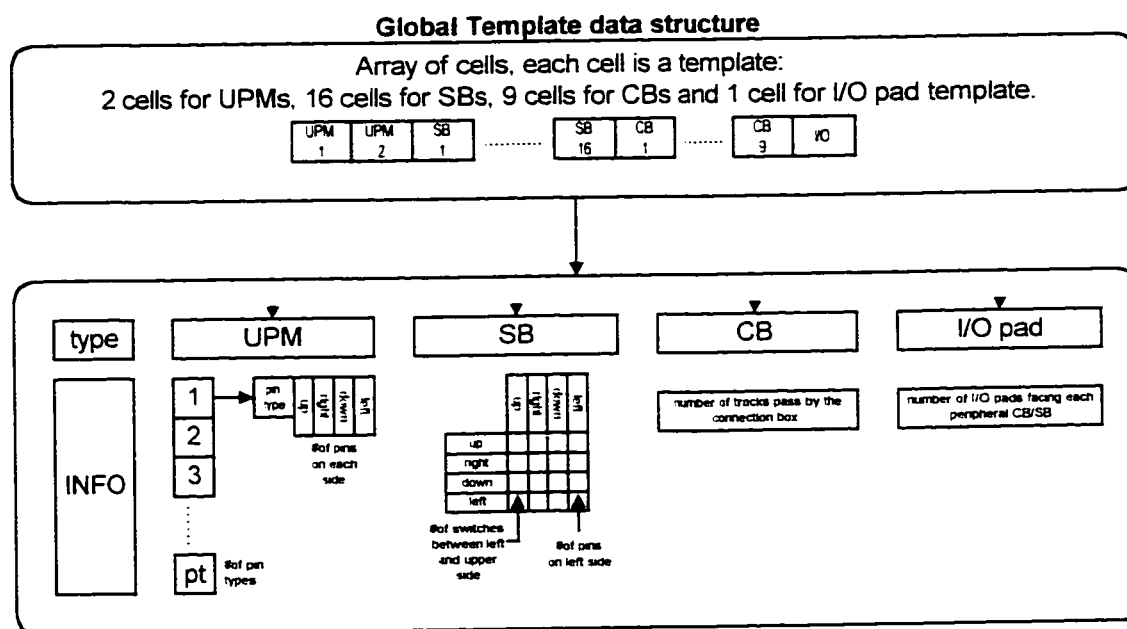 Global Template data structure
Array of cells, each cell is a template:
2 cells for UPMs, 16 cells for SBs, 9 cells for CBs and 1 cell for I/O pad template.
UPM 1
UPM 2
SB 1
SB 16
CB 1
CB 9
I/O
type
UPM
SB
CB
I/O pad
INFO
1
2
3
pt
#of pin
types
pin
type
up
right
down
left
#of pins
on each
side
up
right
down
left
up
right
down
left
#of switches
between left
and upper
side
#of pins
on left side
number of tracks pass by the
connection box
number of I/O pads facing each
peripheral CB/SB